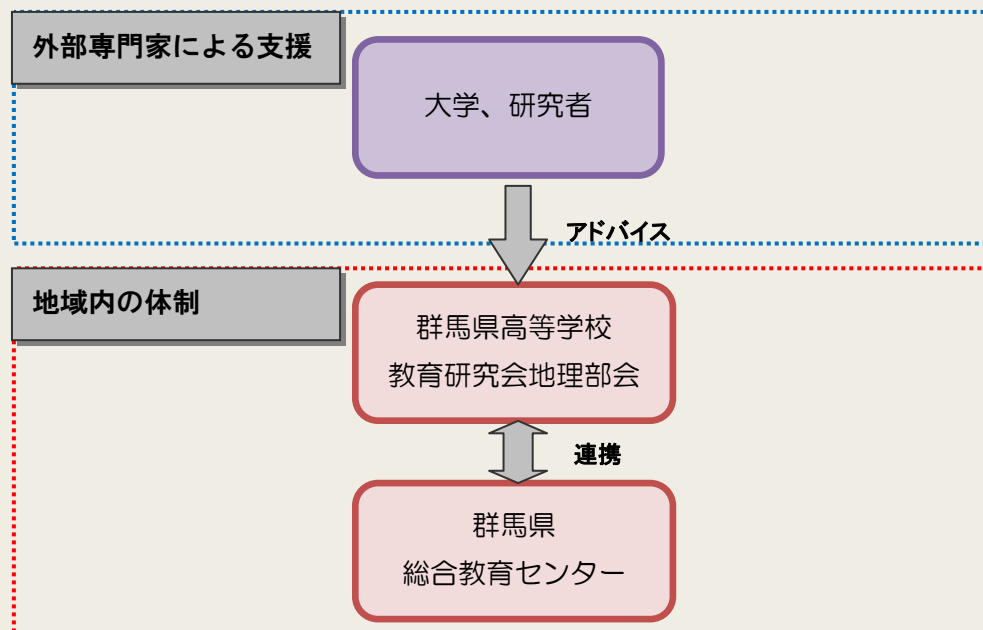 外部専門家による支援
大学、研究者
アドバイス
地域内の体制
群馬県高等学校
教育研究会地理部会
連携
群馬県
総合教育センター